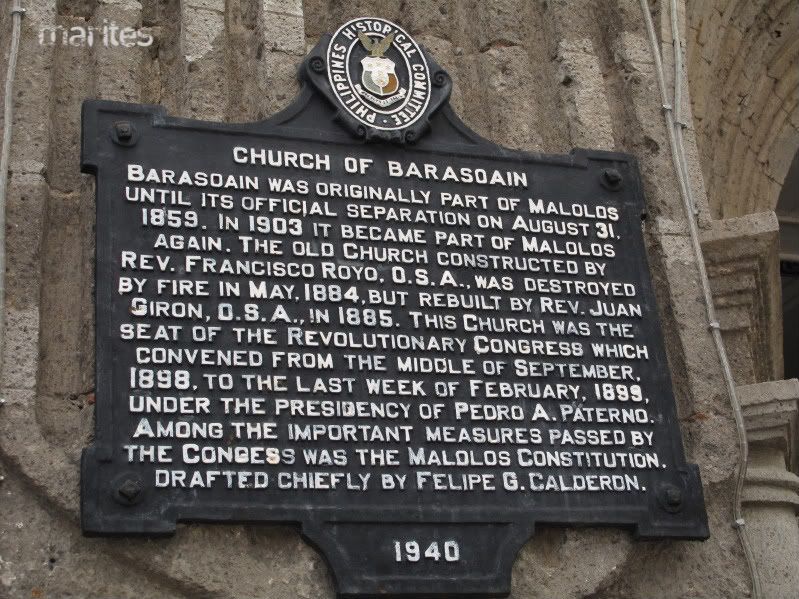 marites
PHILIPPINES HISTORICAL COMMITTEE
CHURCH OF BARASOAIN
BARASOAIN WAS ORIGINALLY PART OF MALOLOS
UNTIL ITS OFFICIAL SEPARATION ON AUGUST 31,
1859. IN 1903 IT BECAME PART OF MALOLOS
AGAIN. THE OLD CHURCH CONSTRUCTED BY
REV. FRANCISCO ROYO, O.S.A., WAS DESTROYED
BY FIRE IN MAY, 1884, BUT REBUILT BY REV. JUAN
GIRON, O.S.A., IN 1885. THIS CHURCH WAS THE
SEAT OF THE REVOLUTIONARY CONGRESS WHICH
CONVENED FROM THE MIDDLE OF SEPTEMBER,
1898, TO THE LAST WEEK OF FEBRUARY, 1899,
UNDER THE PRESIDENCY OF PEDRO A. PATERNO.
AMONG THE IMPORTANT MEASURES PASSED BY
THE CONGESS WAS THE MALOLOS CONSTITUTION.
DRAFTED CHIEFLY BY FELIPE G. CALDERON.
1940